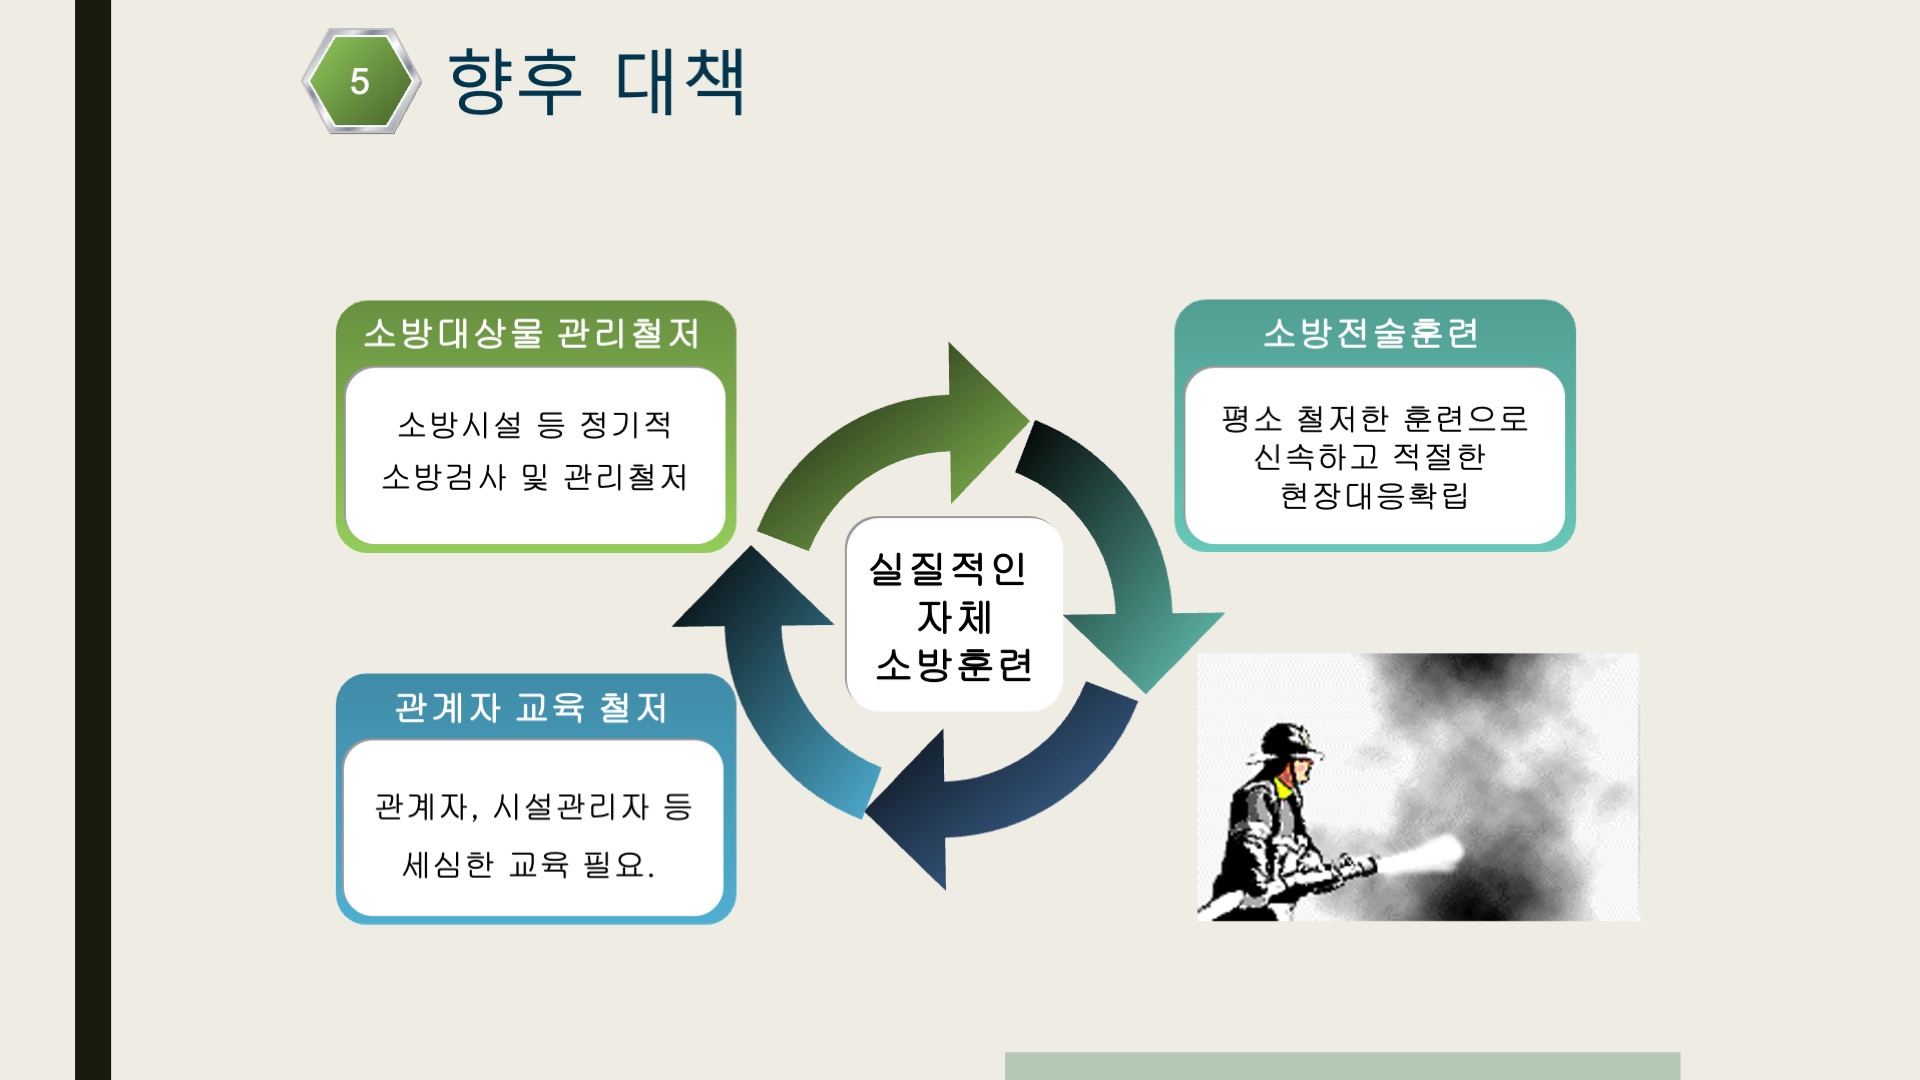 5
향후 대책
소방대상물 관리철저
소방시설 등 정기적
소방검사 및 관리철저
소방전술훈련
평소 철저한 훈련으로
신속하고 적절한
현장대응확립
실질적인
자체
소방훈련
관계자 교육 철저
관계자, 시설관리자 등
세심한 교육 필요.